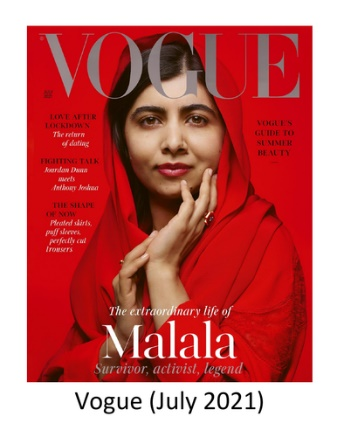 VOGUE
LOVE AFTER
LOCKDOWN
The return
of dating
FIGHTING TALK
Jourdan Dunn
meets
Anthony Joshua
THE SHAPE
OF NOW
Pleated skirts,
puff sleeves,
perfectly cut
trousers
VOGUE'S
GUIDE TO
SUMMER
BEAUTY
The extraordinary life of
Malala
Survivor, activist, legend
Vogue (July 2021)